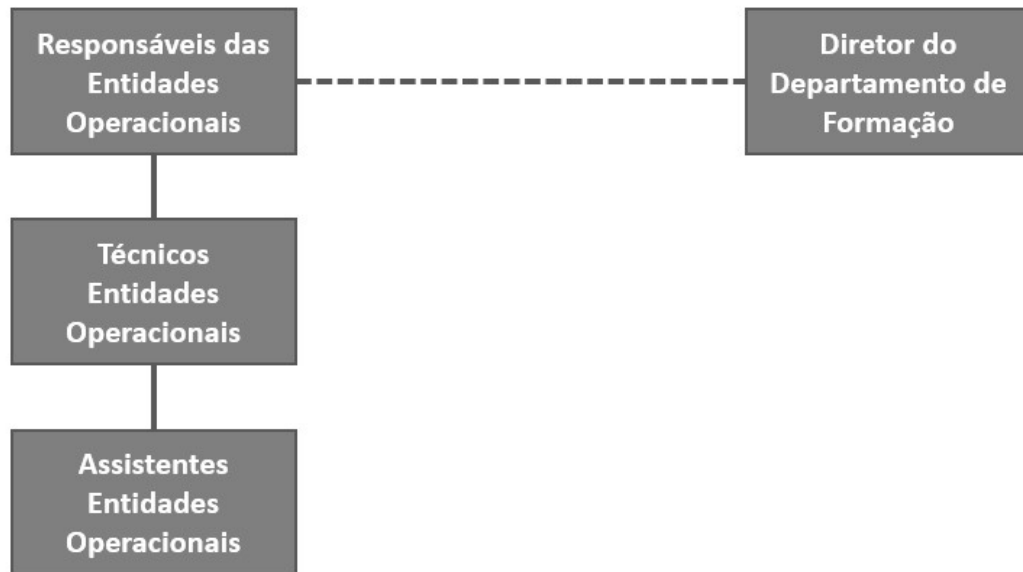 Responsáveis das
Entidades
Operacionais
Diretor do
Departamento de
Formação
Técnicos
Entidades
Operacionais
Assistentes
Entidades
Operacionais